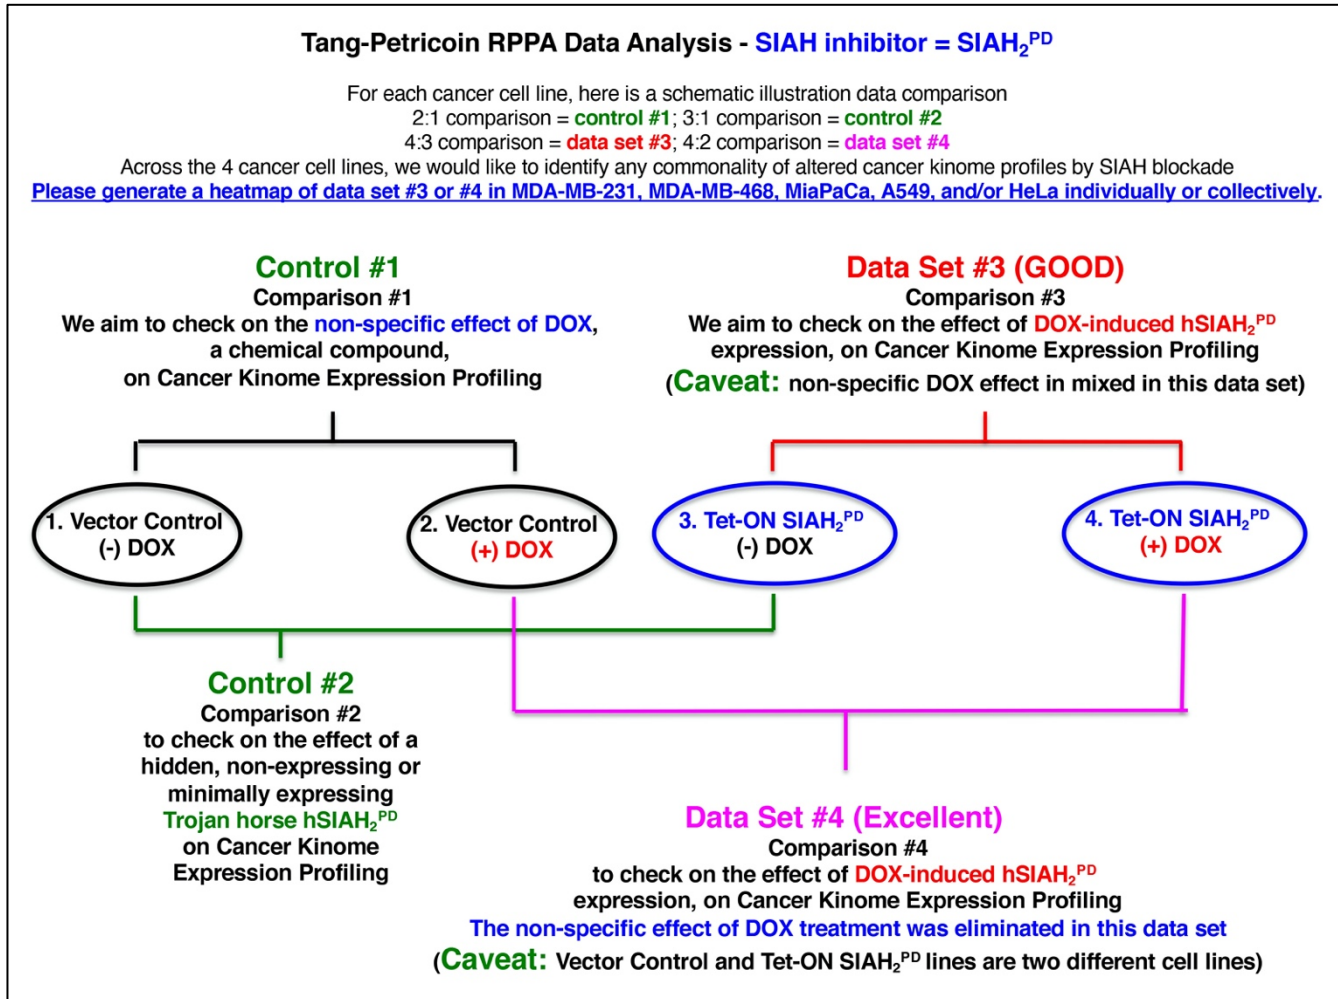 Tang-Petricoin RPPA Data Analysis - SIAH inhibitor = SIAH₂ᴾᴰ
For each cancer cell line, here is a schematic illustration data comparison
2:1 comparison = control #1; 3:1 comparison = control #2
4:3 comparison = data set #3; 4:2 comparison = data set #4
Across the 4 cancer cell lines, we would like to identify any commonality of altered cancer kinome profiles by SIAH blockade
Please generate a heatmap of data set #3 or #4 in MDA-MB-231, MDA-MB-468, MiaPaCa, A549, and/or HeLa individually or collectively.
Control #1
Comparison #1
We aim to check on the non-specific effect of DOX,
a chemical compound,
on Cancer Kinome Expression Profiling
Data Set #3 (GOOD)
Comparison #3
We aim to check on the effect of DOX-induced hSIAH₂ᴾᴰ
expression, on Cancer Kinome Expression Profiling
(Caveat: non-specific DOX effect in mixed in this data set)
1. Vector Control
(-) DOX
2. Vector Control
(+) DOX
3. Tet-ON SIAH₂ᴾᴰ
(-) DOX
4. Tet-ON SIAH₂ᴾᴰ
(+) DOX
Control #2
Comparison #2
to check on the effect of a
hidden, non-expressing or
minimally expressing
Trojan horse hSIAH₂ᴾᴰ
on Cancer Kinome
Expression Profiling
Data Set #4 (Excellent)
Comparison #4
to check on the effect of DOX-induced hSIAH₂ᴾᴰ
expression, on Cancer Kinome Expression Profiling
The non-specific effect of DOX treatment was eliminated in this data set
(Caveat: Vector Control and Tet-ON SIAH₂ᴾᴰ lines are two different cell lines)